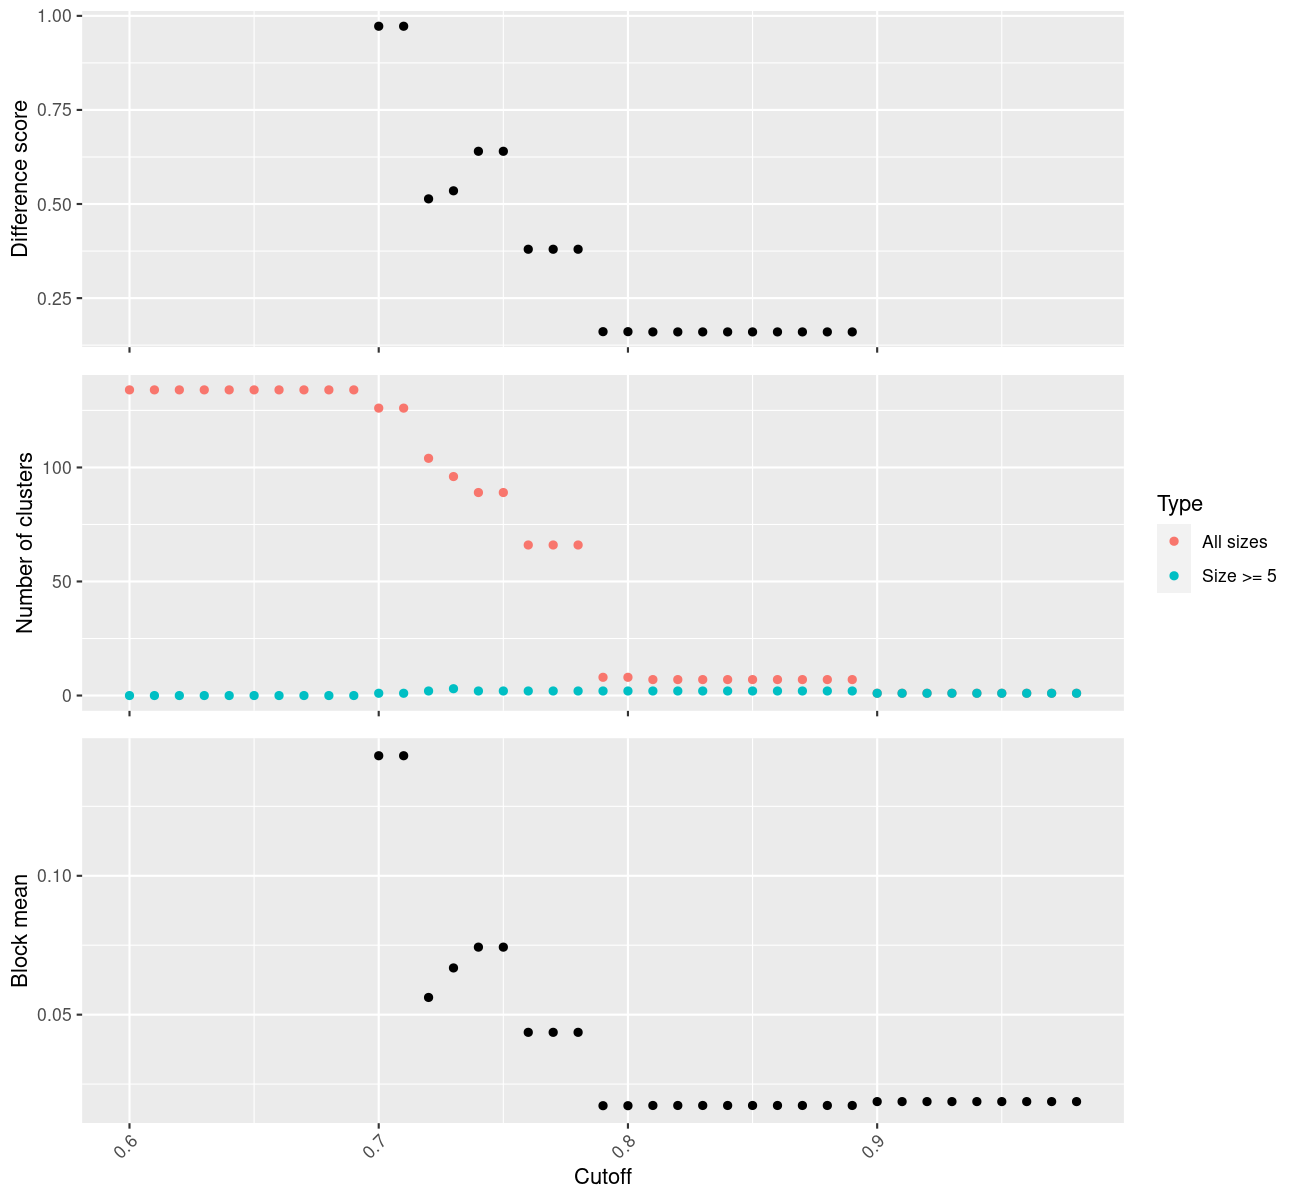 Difference score
1.00
0.75
0.50
0.25
Number of clusters
100
50
0
Type
All sizes
Size >= 5
Block mean
0.10
0.05
0.6
0.7
0.8
0.9
Cutoff